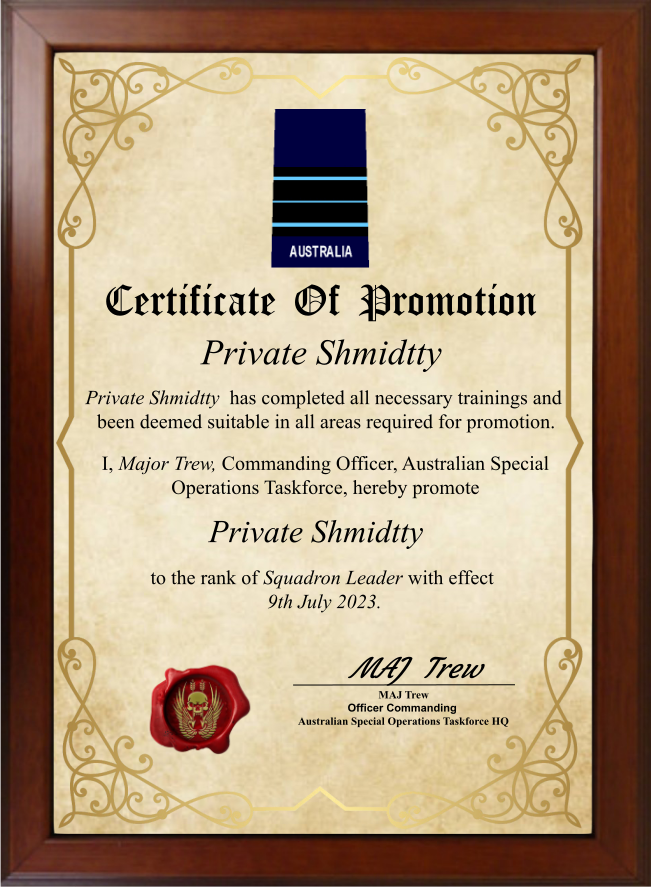 AUSTRALIA
Certificate Of Promotion
Private Shmidtty
Private Shmidtty has completed all necessary trainings and
been deemed suitable in all areas required for promotion.
I, Major Trew, Commanding Officer, Australian Special
Operations Taskforce, hereby promote
Private Shmidtty
to the rank of Squadron Leader with effect
9th July 2023.
MAJ Trew
MAJ Trew
Officer Commanding
Australian Special Operations Taskforce HQ